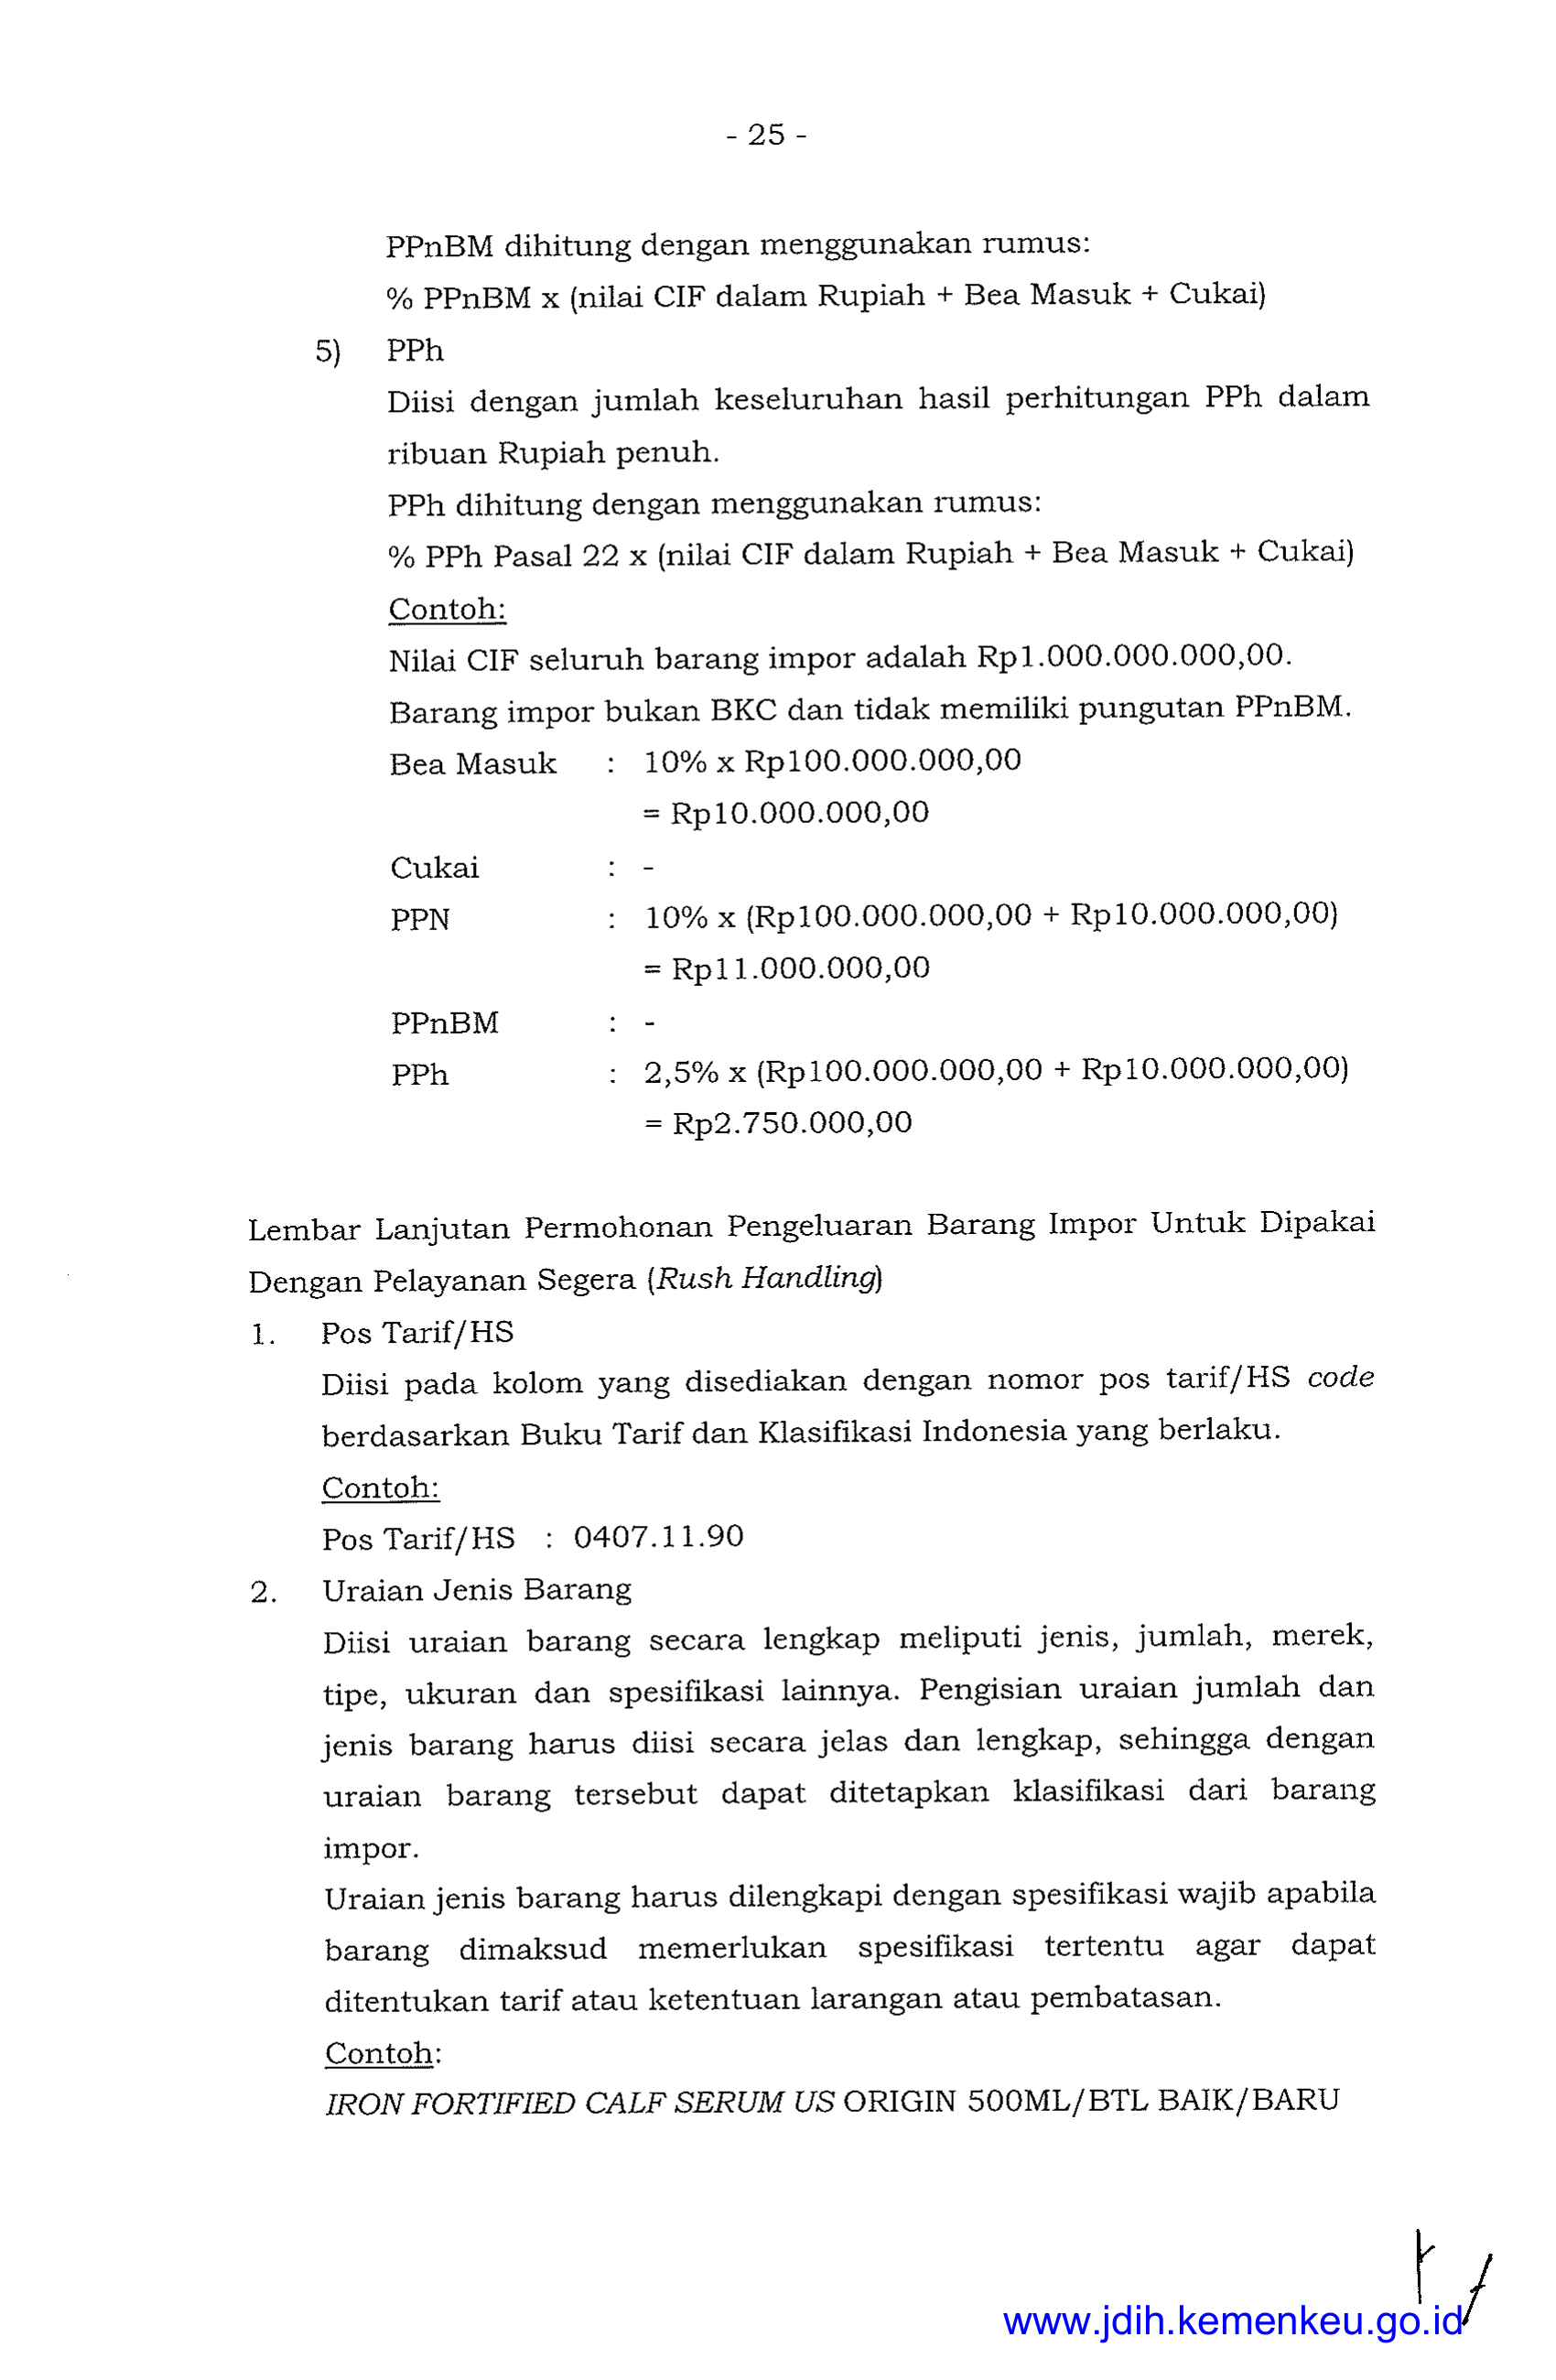 - 25 -
PPnBM dihitung dengan menggunakan rumus:
% PPnBM x (nilai CIF dalam Rupiah + Bea Masuk + Cukai)
5) PPh
Diisi dengan jumlah keseluruhan hasil perhitungan PPh dalam
ribuan Rupiah penuh.
PPh dihitung dengan menggunakan rumus:
% PPh Pasal 22 x (nilai CIF dalam Rupiah + Bea Masuk + Cukai)
Contoh:
Nilai CIF seluruh barang impor adalah Rp1.000.000.000,00.
Barang impor bukan BKC dan tidak memiliki pungutan PPnBM.
Bea Masuk : 10% x Rp100.000.000,00
= Rp10.000.000,00
Cukai : -
PPN : 10% x (Rp100.000.000,00 + Rp10.000.000,00)
= Rp11.000.000,00
PPnBM : -
PPh : 2,5% x (Rp100.000.000,00 + Rp10.000.000,00)
= Rp2.750.000,00
Lembar Lanjutan Permohonan Pengeluaran Barang Impor Untuk Dipakai
Dengan Pelayanan Segera (Rush Handling)
1. Pos Tarif/HS
Diisi pada kolom yang disediakan dengan nomor pos tarif/HS code
berdasarkan Buku Tarif dan Klasifikasi Indonesia yang berlaku.
Contoh:
Pos Tarif/HS : 0407.11.90
2. Uraian Jenis Barang
Diisi uraian barang secara lengkap meliputi jenis, jumlah, merek,
tipe, ukuran dan spesifikasi lainnya. Pengisian uraian jumlah dan
jenis barang harus diisi secara jelas dan lengkap, sehingga dengan
uraian barang tersebut dapat ditetapkan klasifikasi dari barang
impor.
Uraian jenis barang harus dilengkapi dengan spesifikasi wajib apabila
barang dimaksud memerlukan spesifikasi tertentu agar dapat
ditentukan tarif atau ketentuan larangan atau pembatasan.
Contoh:
IRON FORTIFIED CALF SERUM US ORIGIN 500ML/BTL BAIK/BARU
www.jdih.kemenkeu.go.id